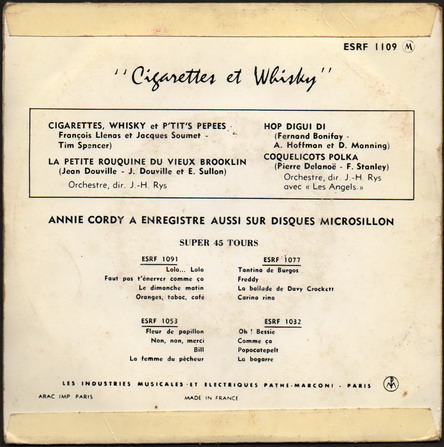 ESRF 1109 M
"Cigarettes et Whisky"
CIGARETTES, WHISKY et P'TIT'S PEPEES
François Llenas et Jacques Soumet -
Tim Spencer)
LA PETITE ROUQUINE DU VIEUX BROOKLIN
(Jean Douville - J. Douville et E. Sullon)
Orchestre, dir. J.-H. Rys
HOP DIGUI DI
(Fernand Bonifay -
A. Hoffman et D. Manning)
COQUELICOTS POLKA
(Pierre Delanoë - F. Stanley)
Orchestre, dir. J.-H. Rys
avec « Les Angels »
ANNIE CORDY A ENREGISTRE AUSSI SUR DISQUES MICROSILLON
SUPER 45 TOURS
ESRF 1091
Lola... Lola
Faut pas t'énerver comme ça
Le dimanche matin
Oranges, tabac, café
ESRF 1077
Tantina de Burgos
Freddy
La ballade de Davy Crockett
Carina rina
ESRF 1053
Fleur de papillon
Non, non, merci
Bill
La femme du pêcheur
ESRF 1032
Oh ! Bessie
Comme ça
Popocatepelt
La bagarre
LES INDUSTRIES MUSICALES ET ELECTRIQUES PATHE-MARCONI - PARIS
ARAC IMP PARIS
MADE IN FRANCE